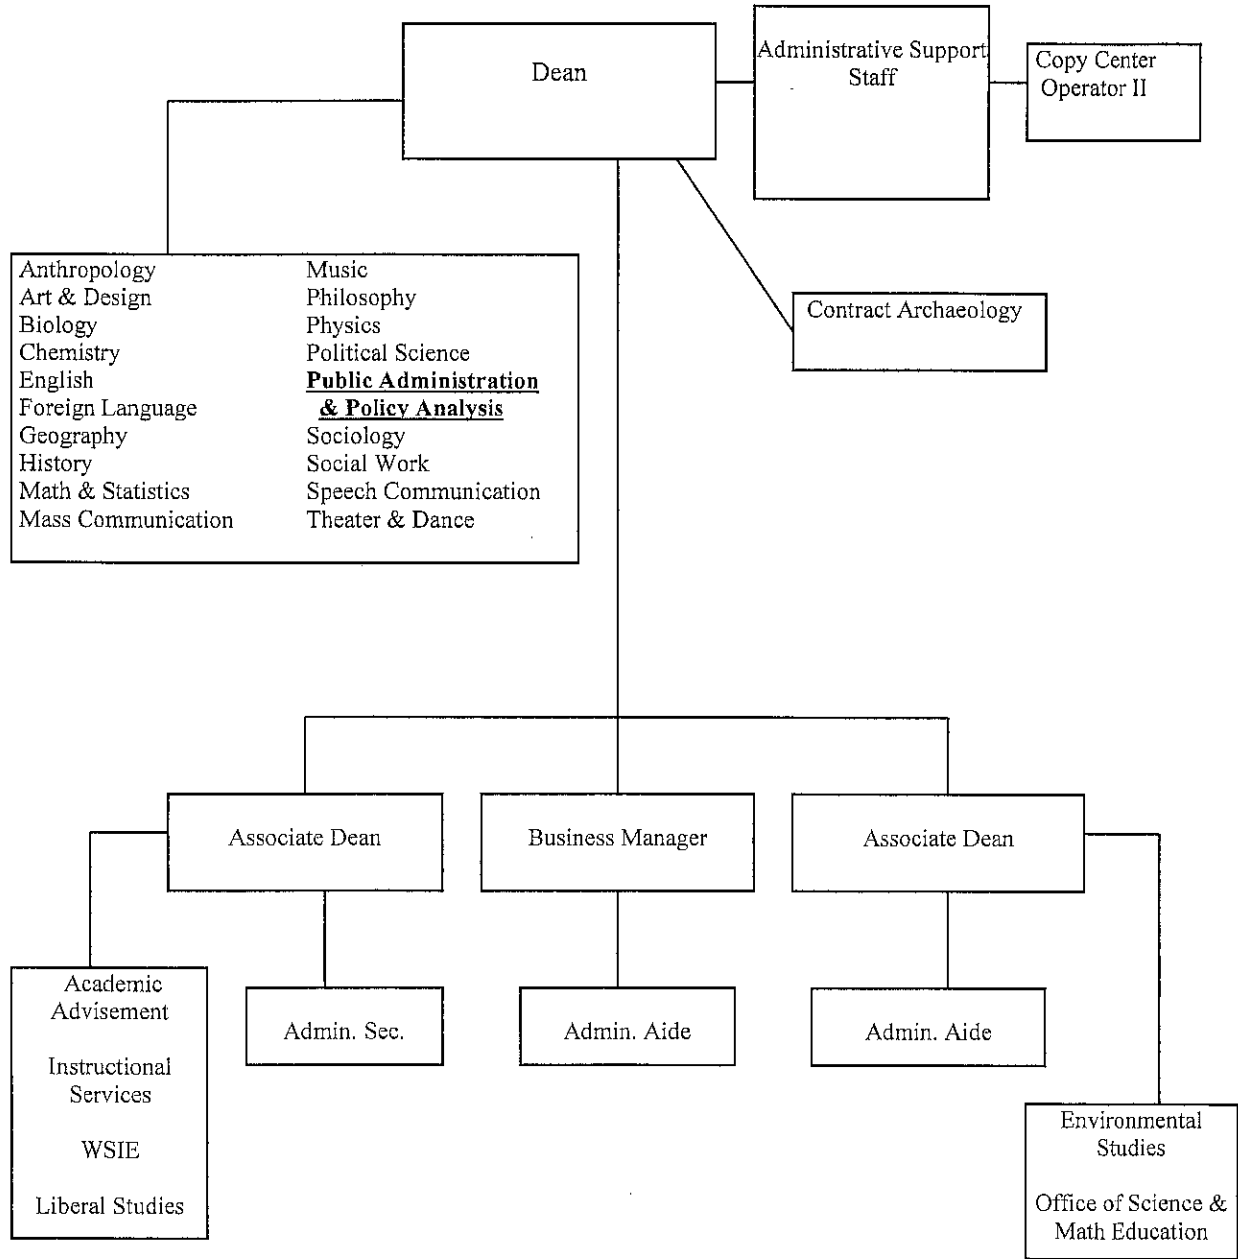 Dean
Administrative Support
Staff
Copy Center
Operator II
Anthropology
Art & Design
Biology
Chemistry
English
Foreign Language
Geography
History
Math & Statistics
Mass Communication
Music
Philosophy
Physics
Political Science
Public Administration
& Policy Analysis
Sociology
Social Work
Speech Communication
Theater & Dance
Contract Archaeology
Associate Dean
Business Manager
Associate Dean
Academic
Advisement
Instructional
Services
WSIE
Liberal Studies
Admin. Sec.
Admin. Aide
Admin. Aide
Environmental
Studies
Office of Science &
Math Education